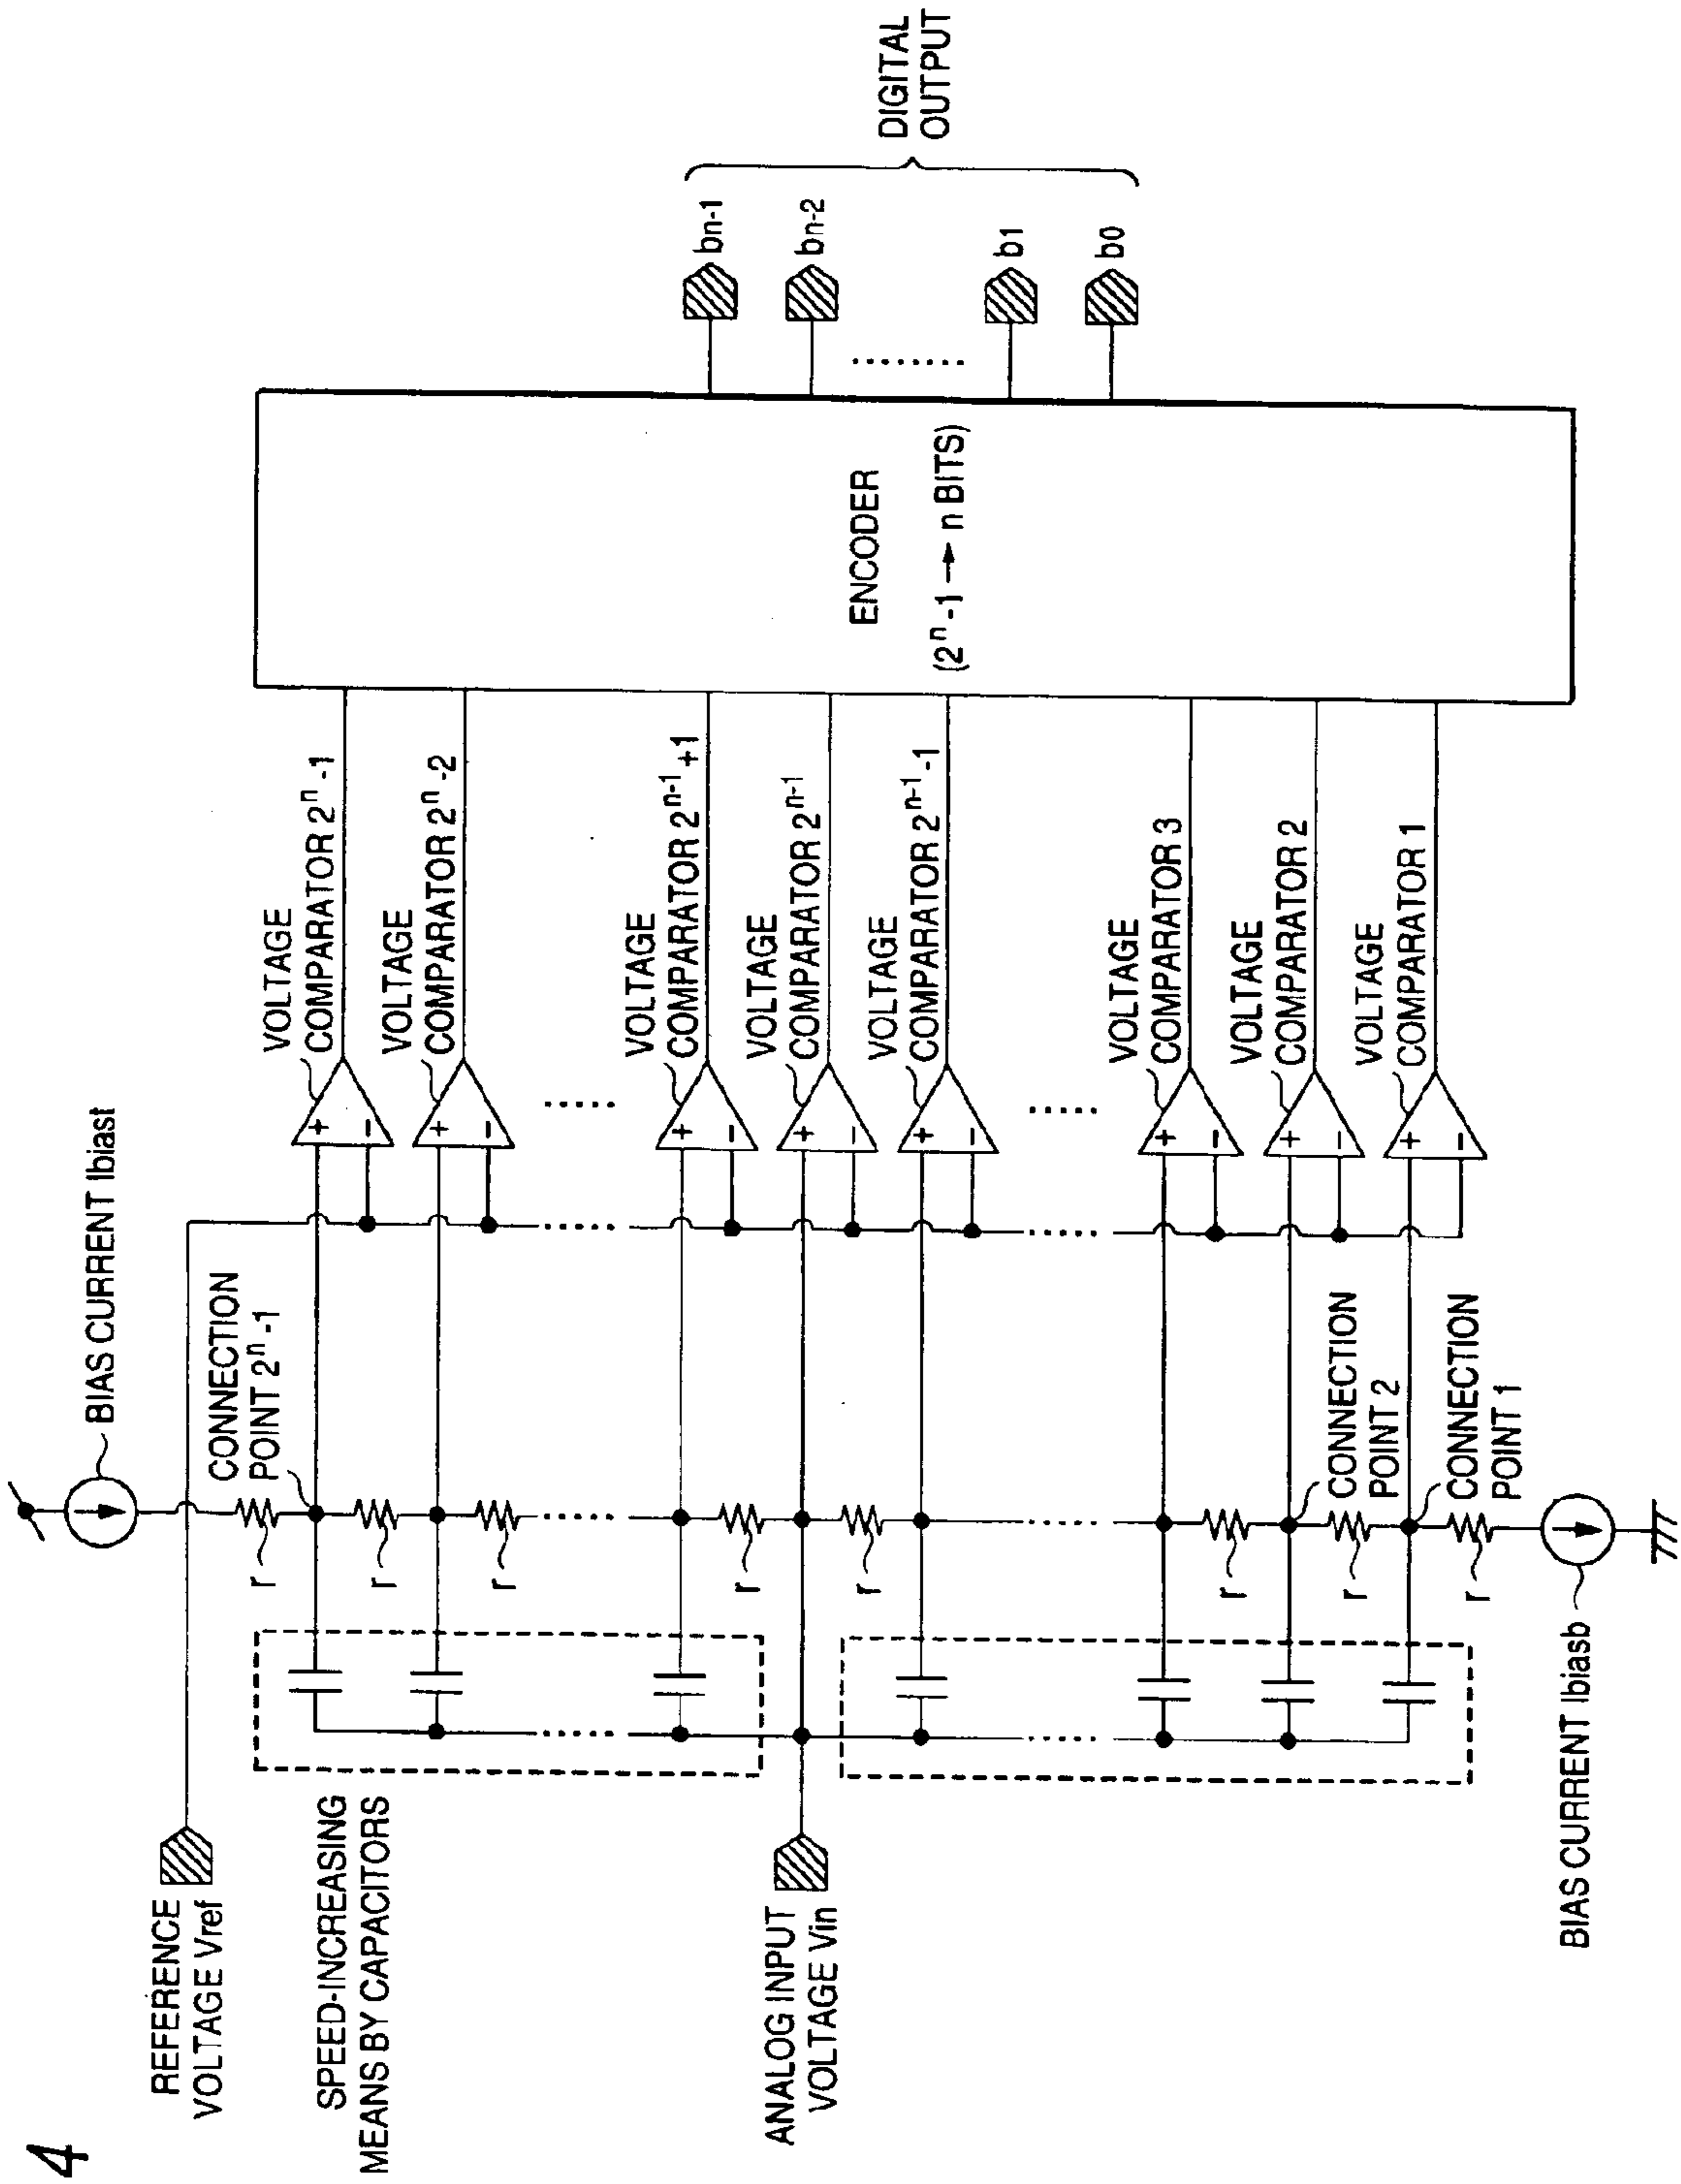 4
REFERENCE
VOLTAGE Vref
SPEED-INCREASING
MEANS BY CAPACITORS
ANALOG INPUT
VOLTAGE Vin
BIAS CURRENT Ibiast
BIAS CURRENT Ibiasb
CONNECTION
POINT 2ⁿ-1
CONNECTION
POINT 2
CONNECTION
POINT 1
r
r
r
r
r
r
r
r
+
-
+
-
+
-
+
-
+
-
+
-
+
-
+
-
VOLTAGE
COMPARATOR 2ⁿ-1
VOLTAGE
COMPARATOR 2ⁿ-2
VOLTAGE
COMPARATOR 2ⁿ⁻¹+1
VOLTAGE
COMPARATOR 2ⁿ⁻¹
VOLTAGE
COMPARATOR 2ⁿ⁻¹-1
VOLTAGE
COMPARATOR 3
VOLTAGE
COMPARATOR 2
VOLTAGE
COMPARATOR 1
ENCODER
(2ⁿ-1 → n BITS)
bn-1
bn-2
b1
b0
DIGITAL
OUTPUT